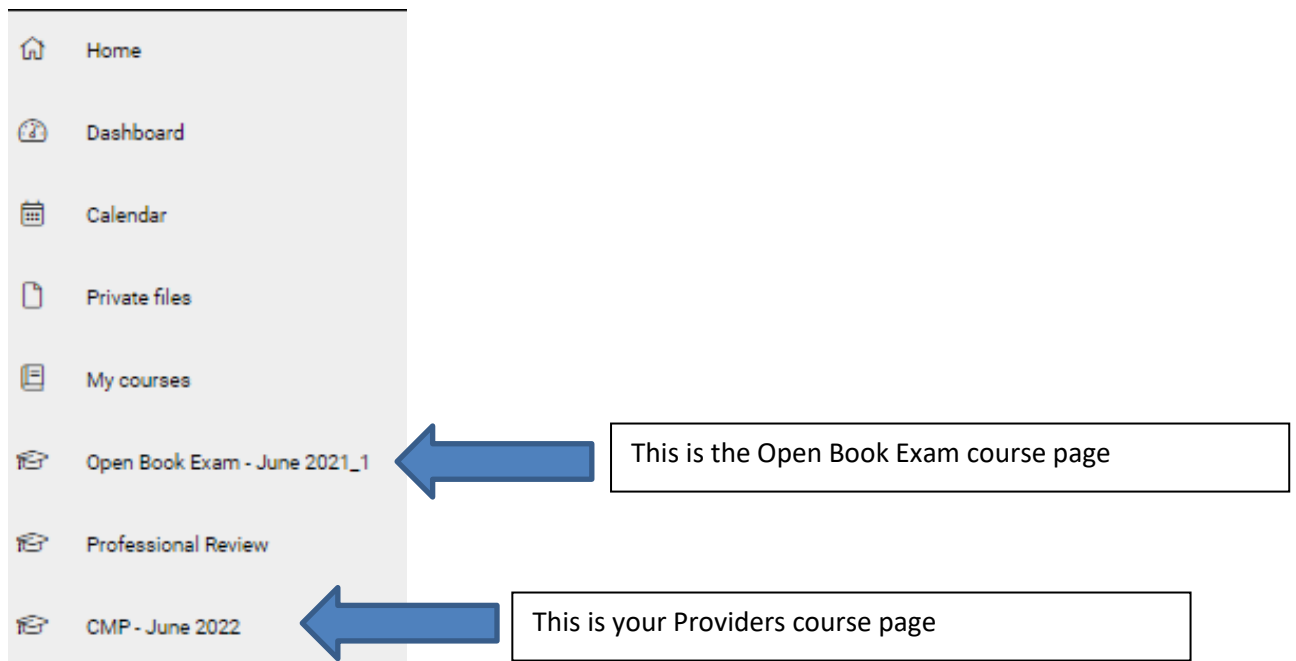 Home
Dashboard
Calendar
Private files
My courses
Open Book Exam - June 2021_1
This is the Open Book Exam course page
Professional Review
CMP - June 2022
This is your Providers course page